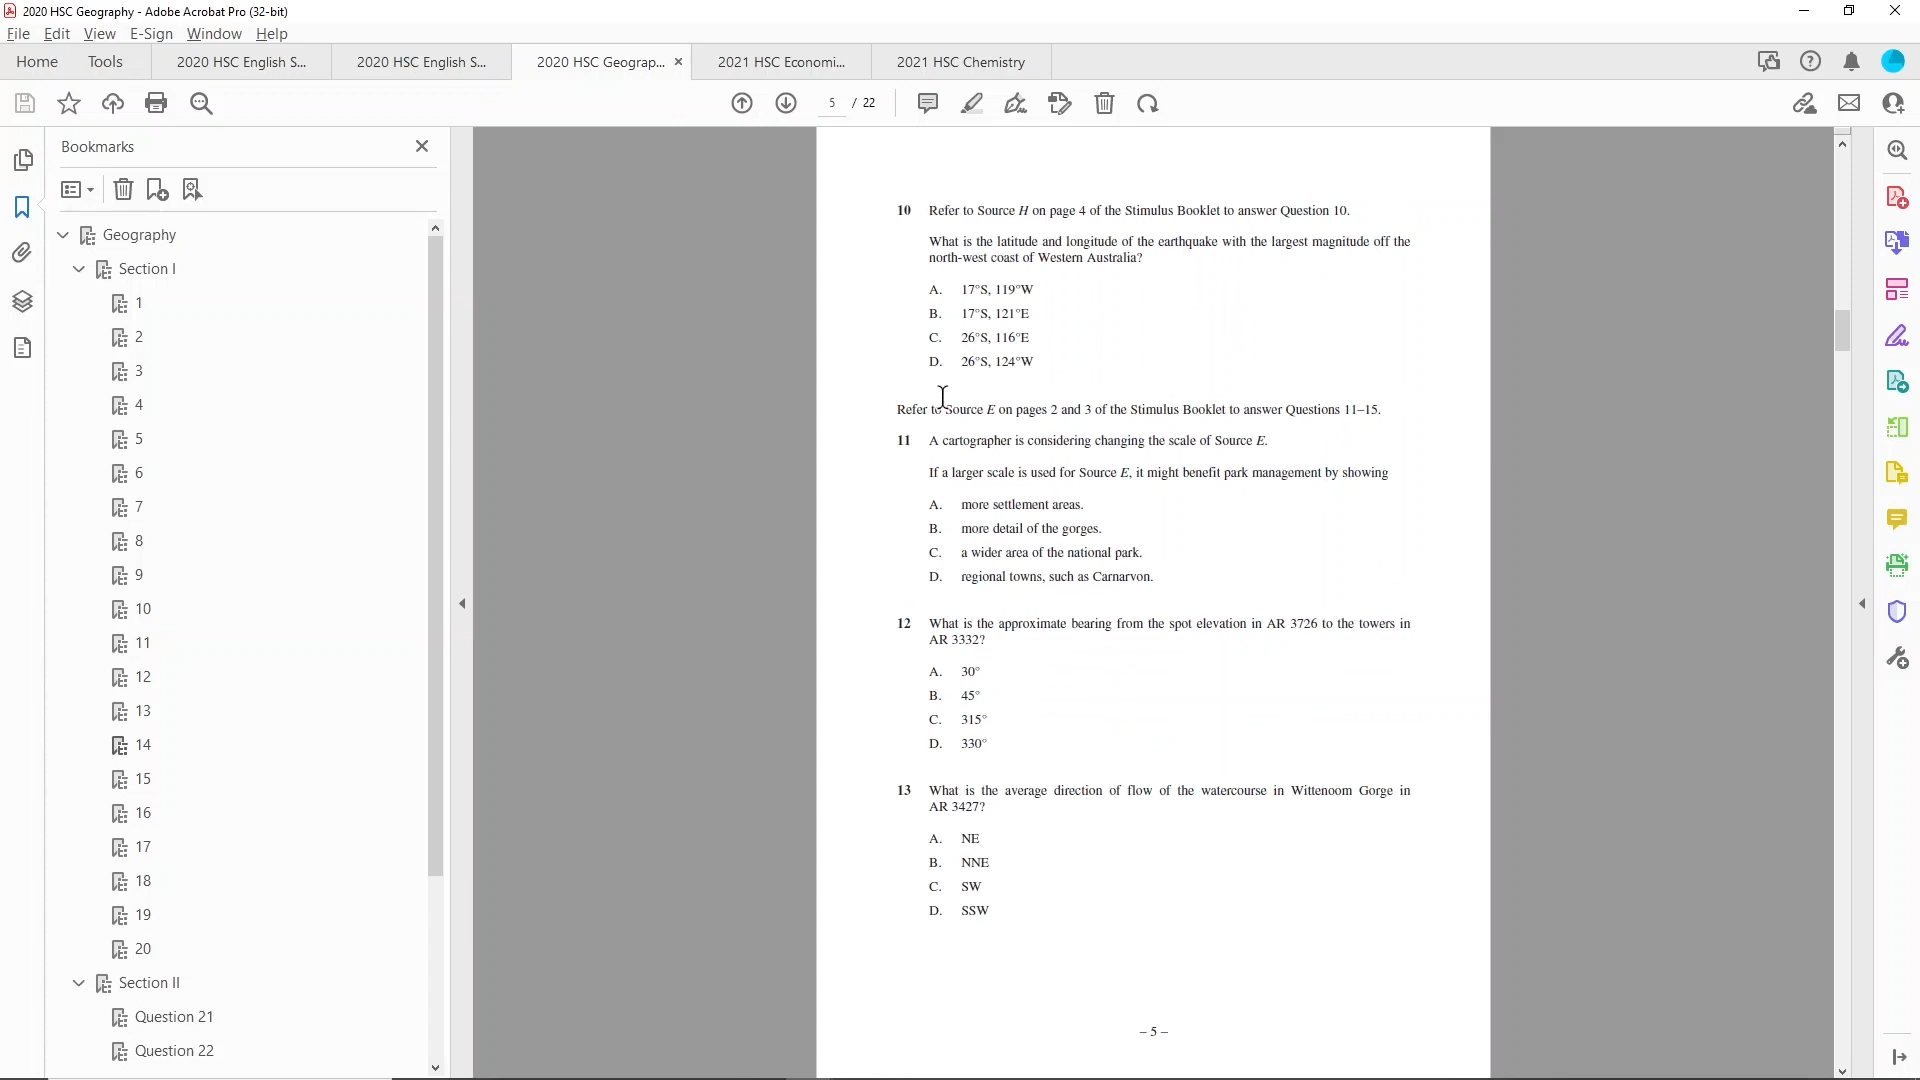 2020 HSC Geography - Adobe Acrobat Pro (32-bit)
File Edit View E-Sign Window Help
Home Tools 2020 HSC English S... 2020 HSC English S... 2020 HSC Geograp... 2021 HSC Economi... 2021 HSC Chemistry
5 / 22
Bookmarks
Geography
Section I
1
2
3
4
5
6
7
8
9
10
11
12
13
14
15
16
17
18
19
20
Section II
Question 21
Question 22
10 Refer to Source H on page 4 of the Stimulus Booklet to answer Question 10.
What is the latitude and longitude of the earthquake with the largest magnitude off the
north-west coast of Western Australia?
A. 17°S, 119°W
B. 17°S, 121°E
C. 26°S, 116°E
D. 26°S, 124°W
Refer to Source E on pages 2 and 3 of the Stimulus Booklet to answer Questions 11–15.
11 A cartographer is considering changing the scale of Source E.
If a larger scale is used for Source E, it might benefit park management by showing
A. more settlement areas.
B. more detail of the gorges.
C. a wider area of the national park.
D. regional towns, such as Carnarvon.
12 What is the approximate bearing from the spot elevation in AR 3726 to the towers in
AR 3332?
A. 30°
B. 45°
C. 315°
D. 330°
13 What is the average direction of flow of the watercourse in Wittenoom Gorge in
AR 3427?
A. NE
B. NNE
C. SW
D. SSW
– 5 –